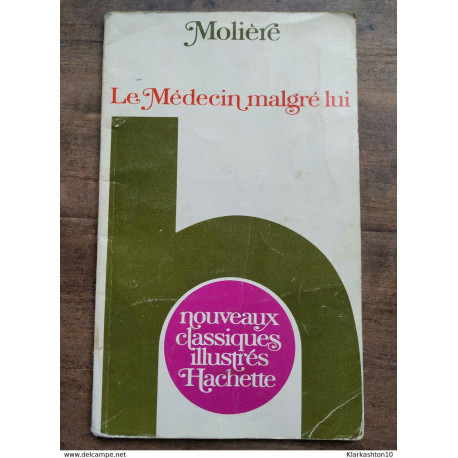 Molière
Le Médecin malgré lui
h
nouveaux
classiques
illustrés
Hachette
www.delcampe.net
Klarkashton10